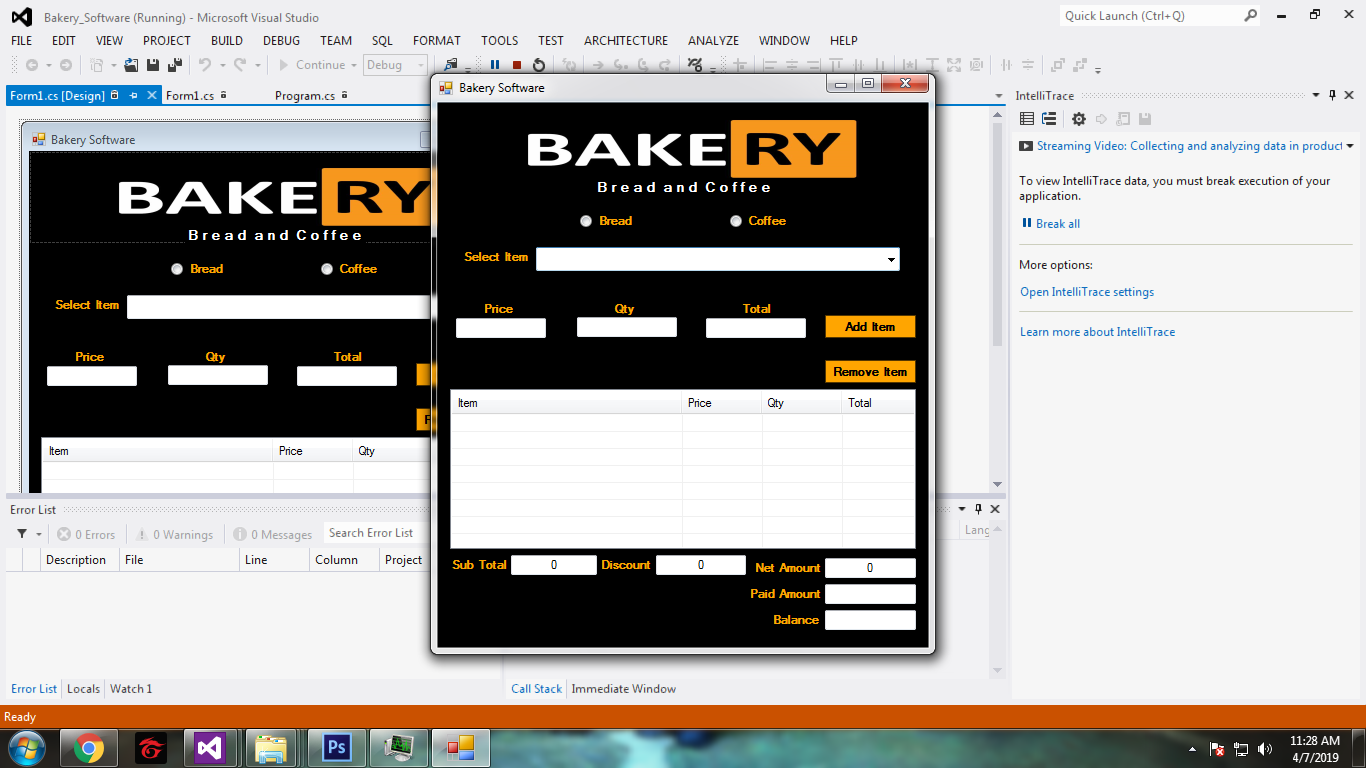 Bakery_Software (Running) - Microsoft Visual Studio
Quick Launch (Ctrl+Q)
FILE EDIT VIEW PROJECT BUILD DEBUG TEAM SQL FORMAT TOOLS TEST ARCHITECTURE ANALYZE WINDOW HELP
Continue Debug
Form1.cs [Design] Form1.cs Program.cs
Bakery Software
BAKERY
Bread and Coffee
Bread Coffee
Select Item
Price Qty Total
Item Price Qty
Bakery Software
BAKERY
Bread and Coffee
Bread Coffee
Select Item
Price Qty Total
Add Item
Remove Item
Item Price Qty Total
Sub Total 0 Discount 0 Net Amount 0
Paid Amount
Balance
IntelliTrace
Streaming Video: Collecting and analyzing data in product
To view IntelliTrace data, you must break execution of your
application.
Break all
More options:
Open IntelliTrace settings
Learn more about IntelliTrace
Error List
0 Errors 0 Warnings 0 Messages Search Error List
Description File Line Column Project
Lang
Error List Locals Watch 1
Call Stack Immediate Window
Ready
Ps
11:28 AM
4/7/2019